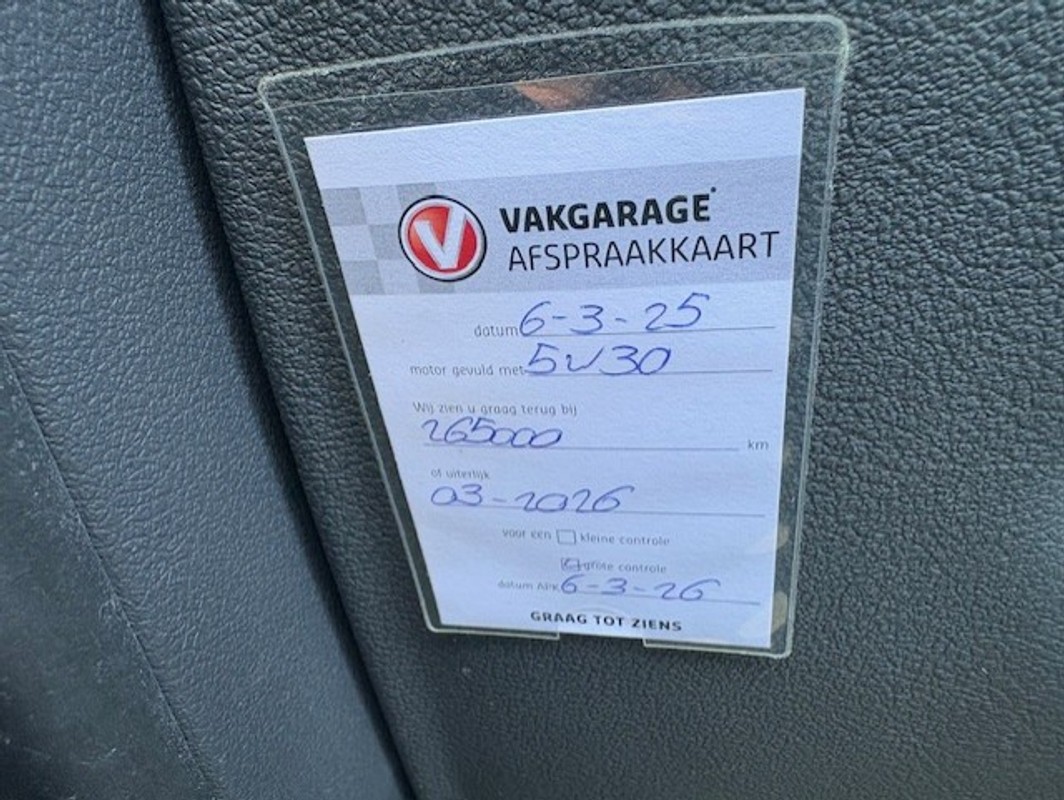 V
VAKGARAGE
AFSPRAAKKAART
datum 6-3-25
motor gevuld met 5W30
Wij zien u graag terug bij
265000 km
of uiterlijk
03-2026
voor een kleine controle
grote controle
datum APK 6-3-26
GRAAG TOT ZIENS